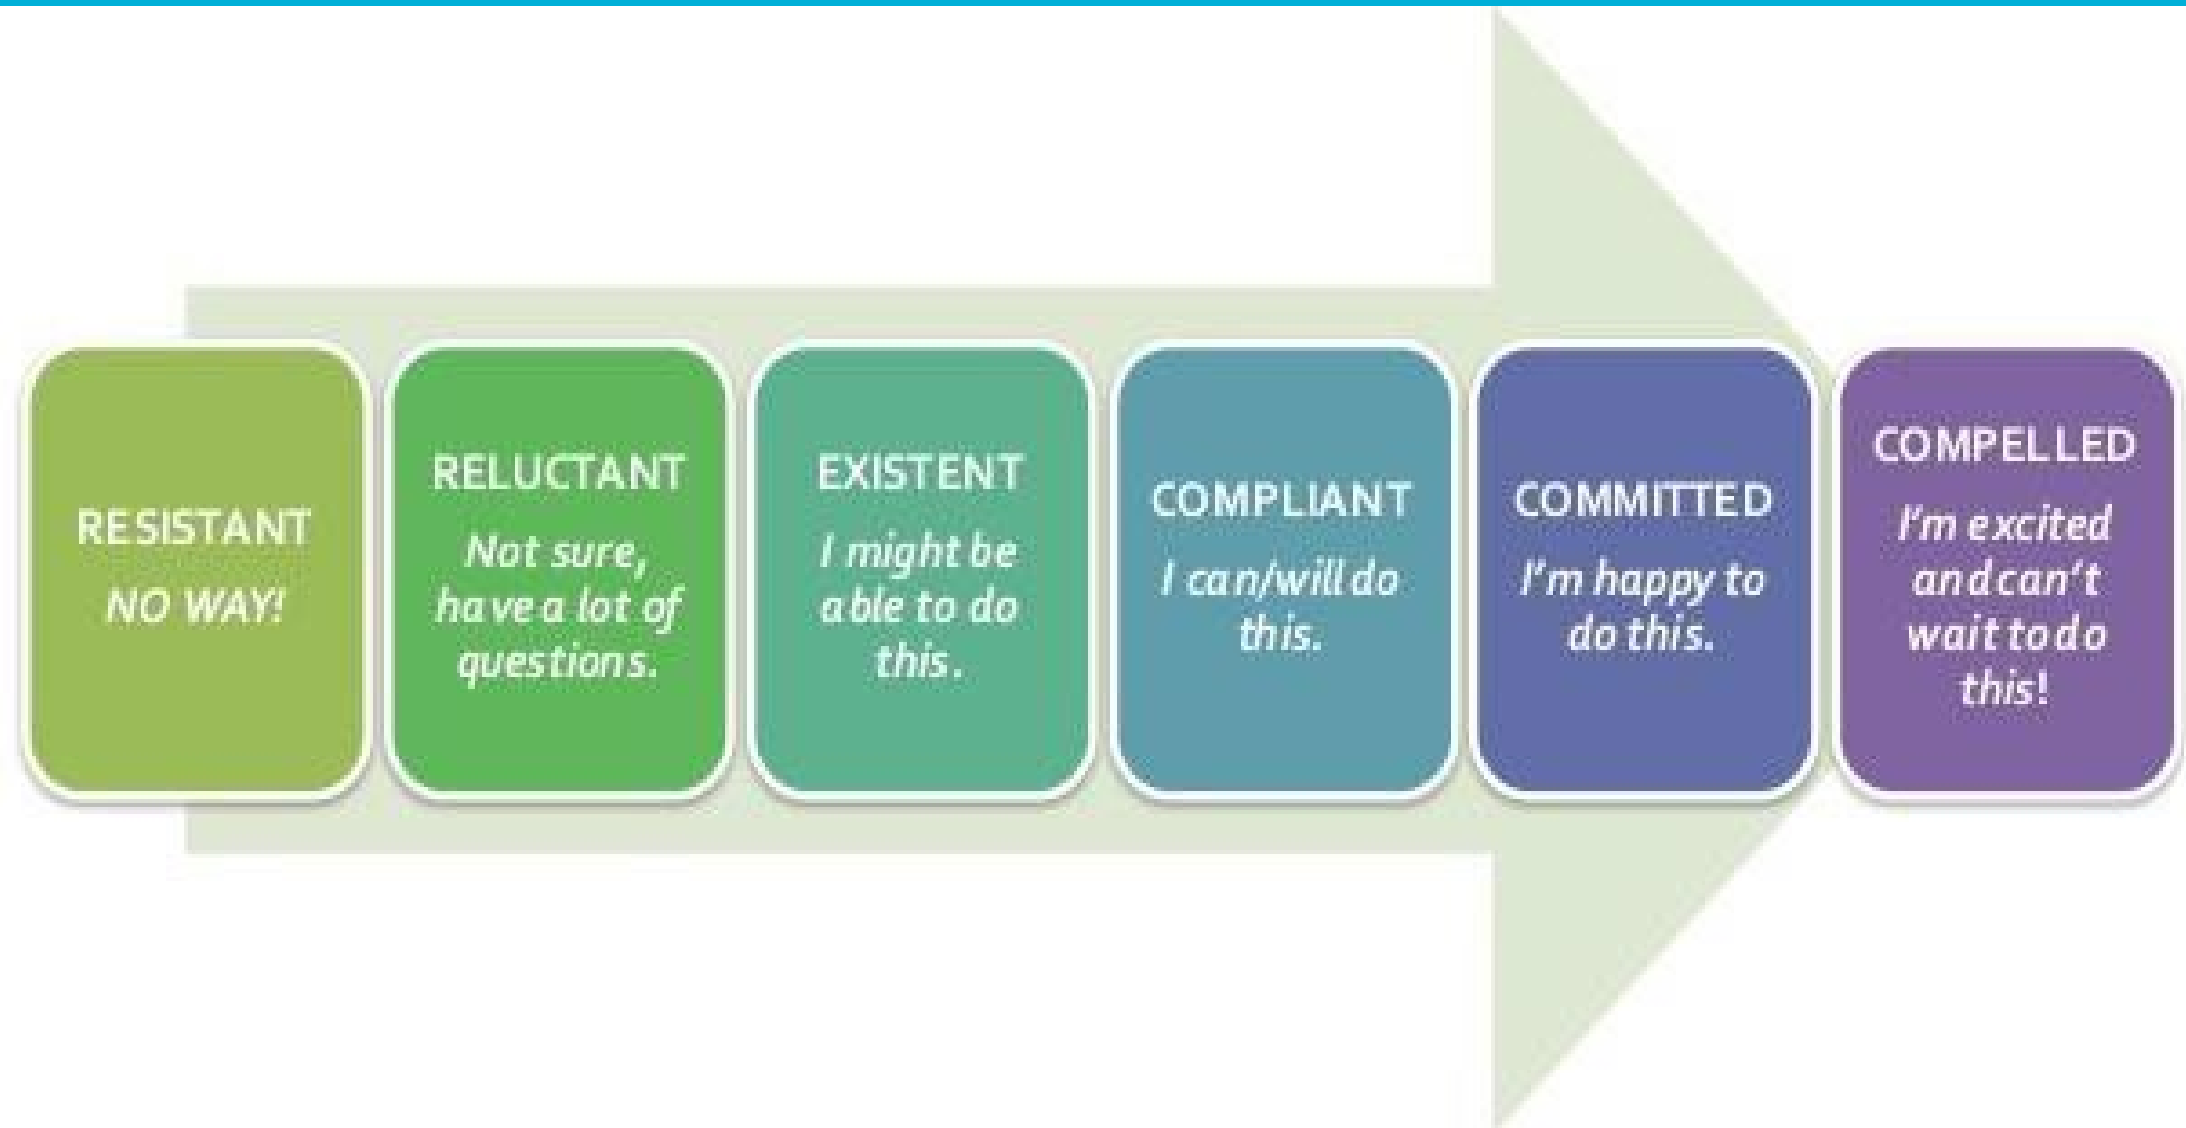 RESISTANT
NO WAY!
RELUCTANT
Not sure,
have a lot of
questions.
EXISTENT
I might be
able to do
this.
COMPLIANT
I can/will do
this.
COMMITTED
I'm happy to
do this.
COMPELLED
I'm excited
and can't
wait to do
this!